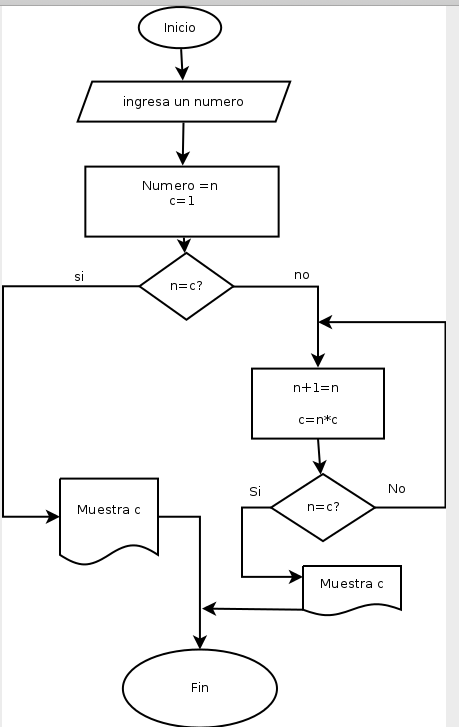 Inicio
ingresa un numero
Numero =n
c=1
n=c?
si
no
n+1=n
c=n*c
n=c?
Si
No
Muestra c
Muestra c
Fin